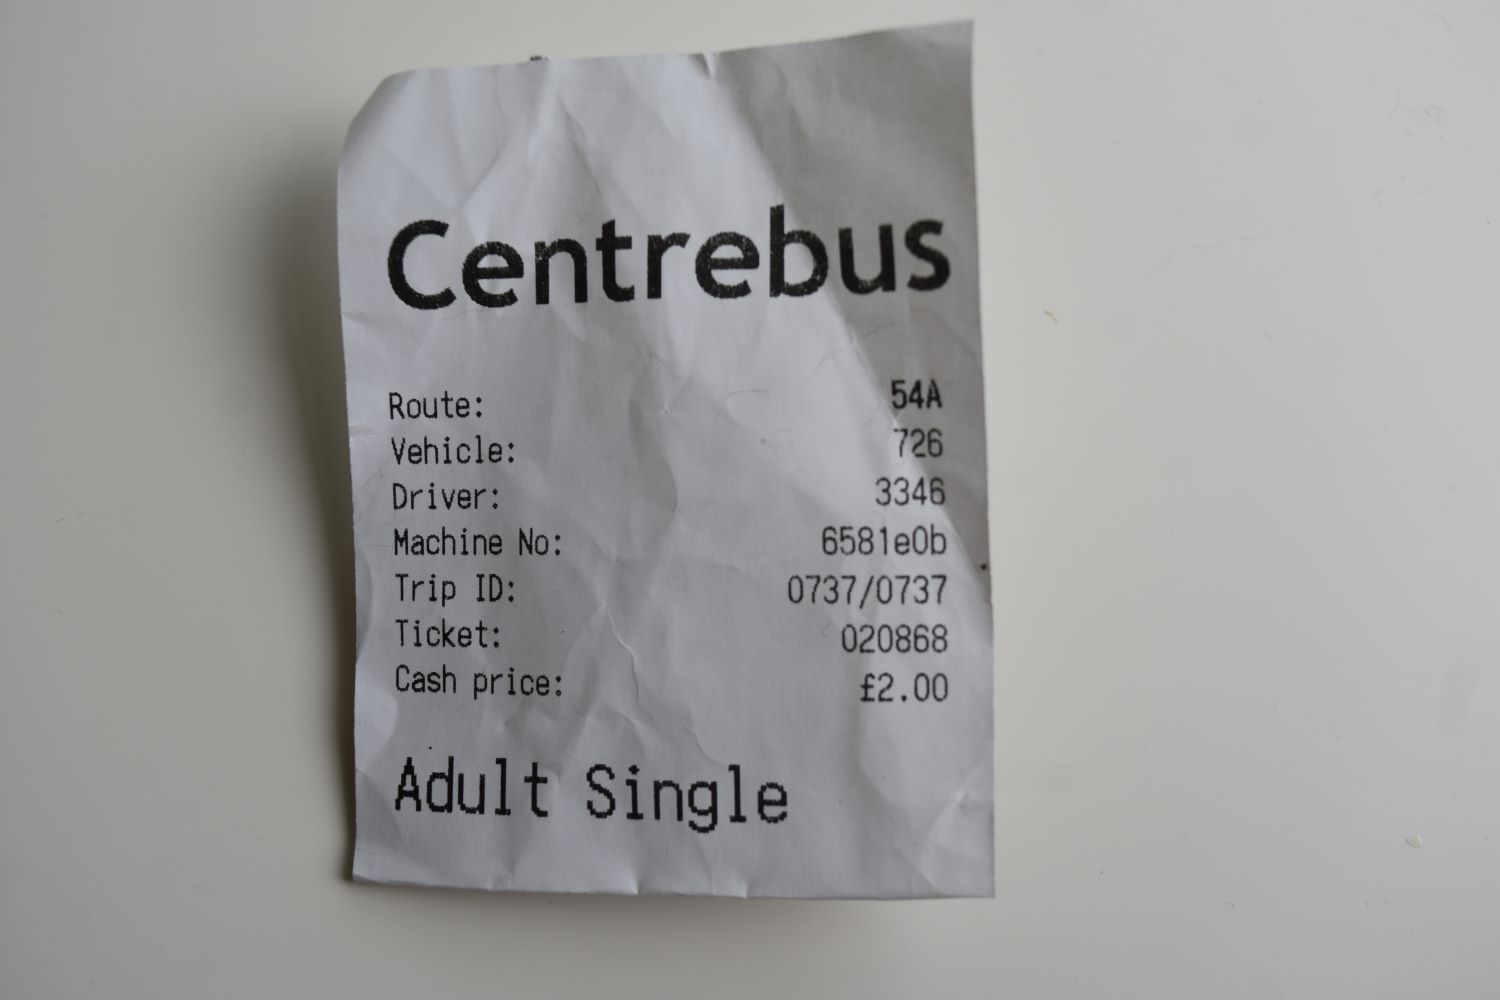 Centrebus
Route: 54A
Vehicle: 726
Driver: 3346
Machine No: 6581e0b
Trip ID: 0737/0737
Ticket: 020868
Cash price: £2.00
Adult Single